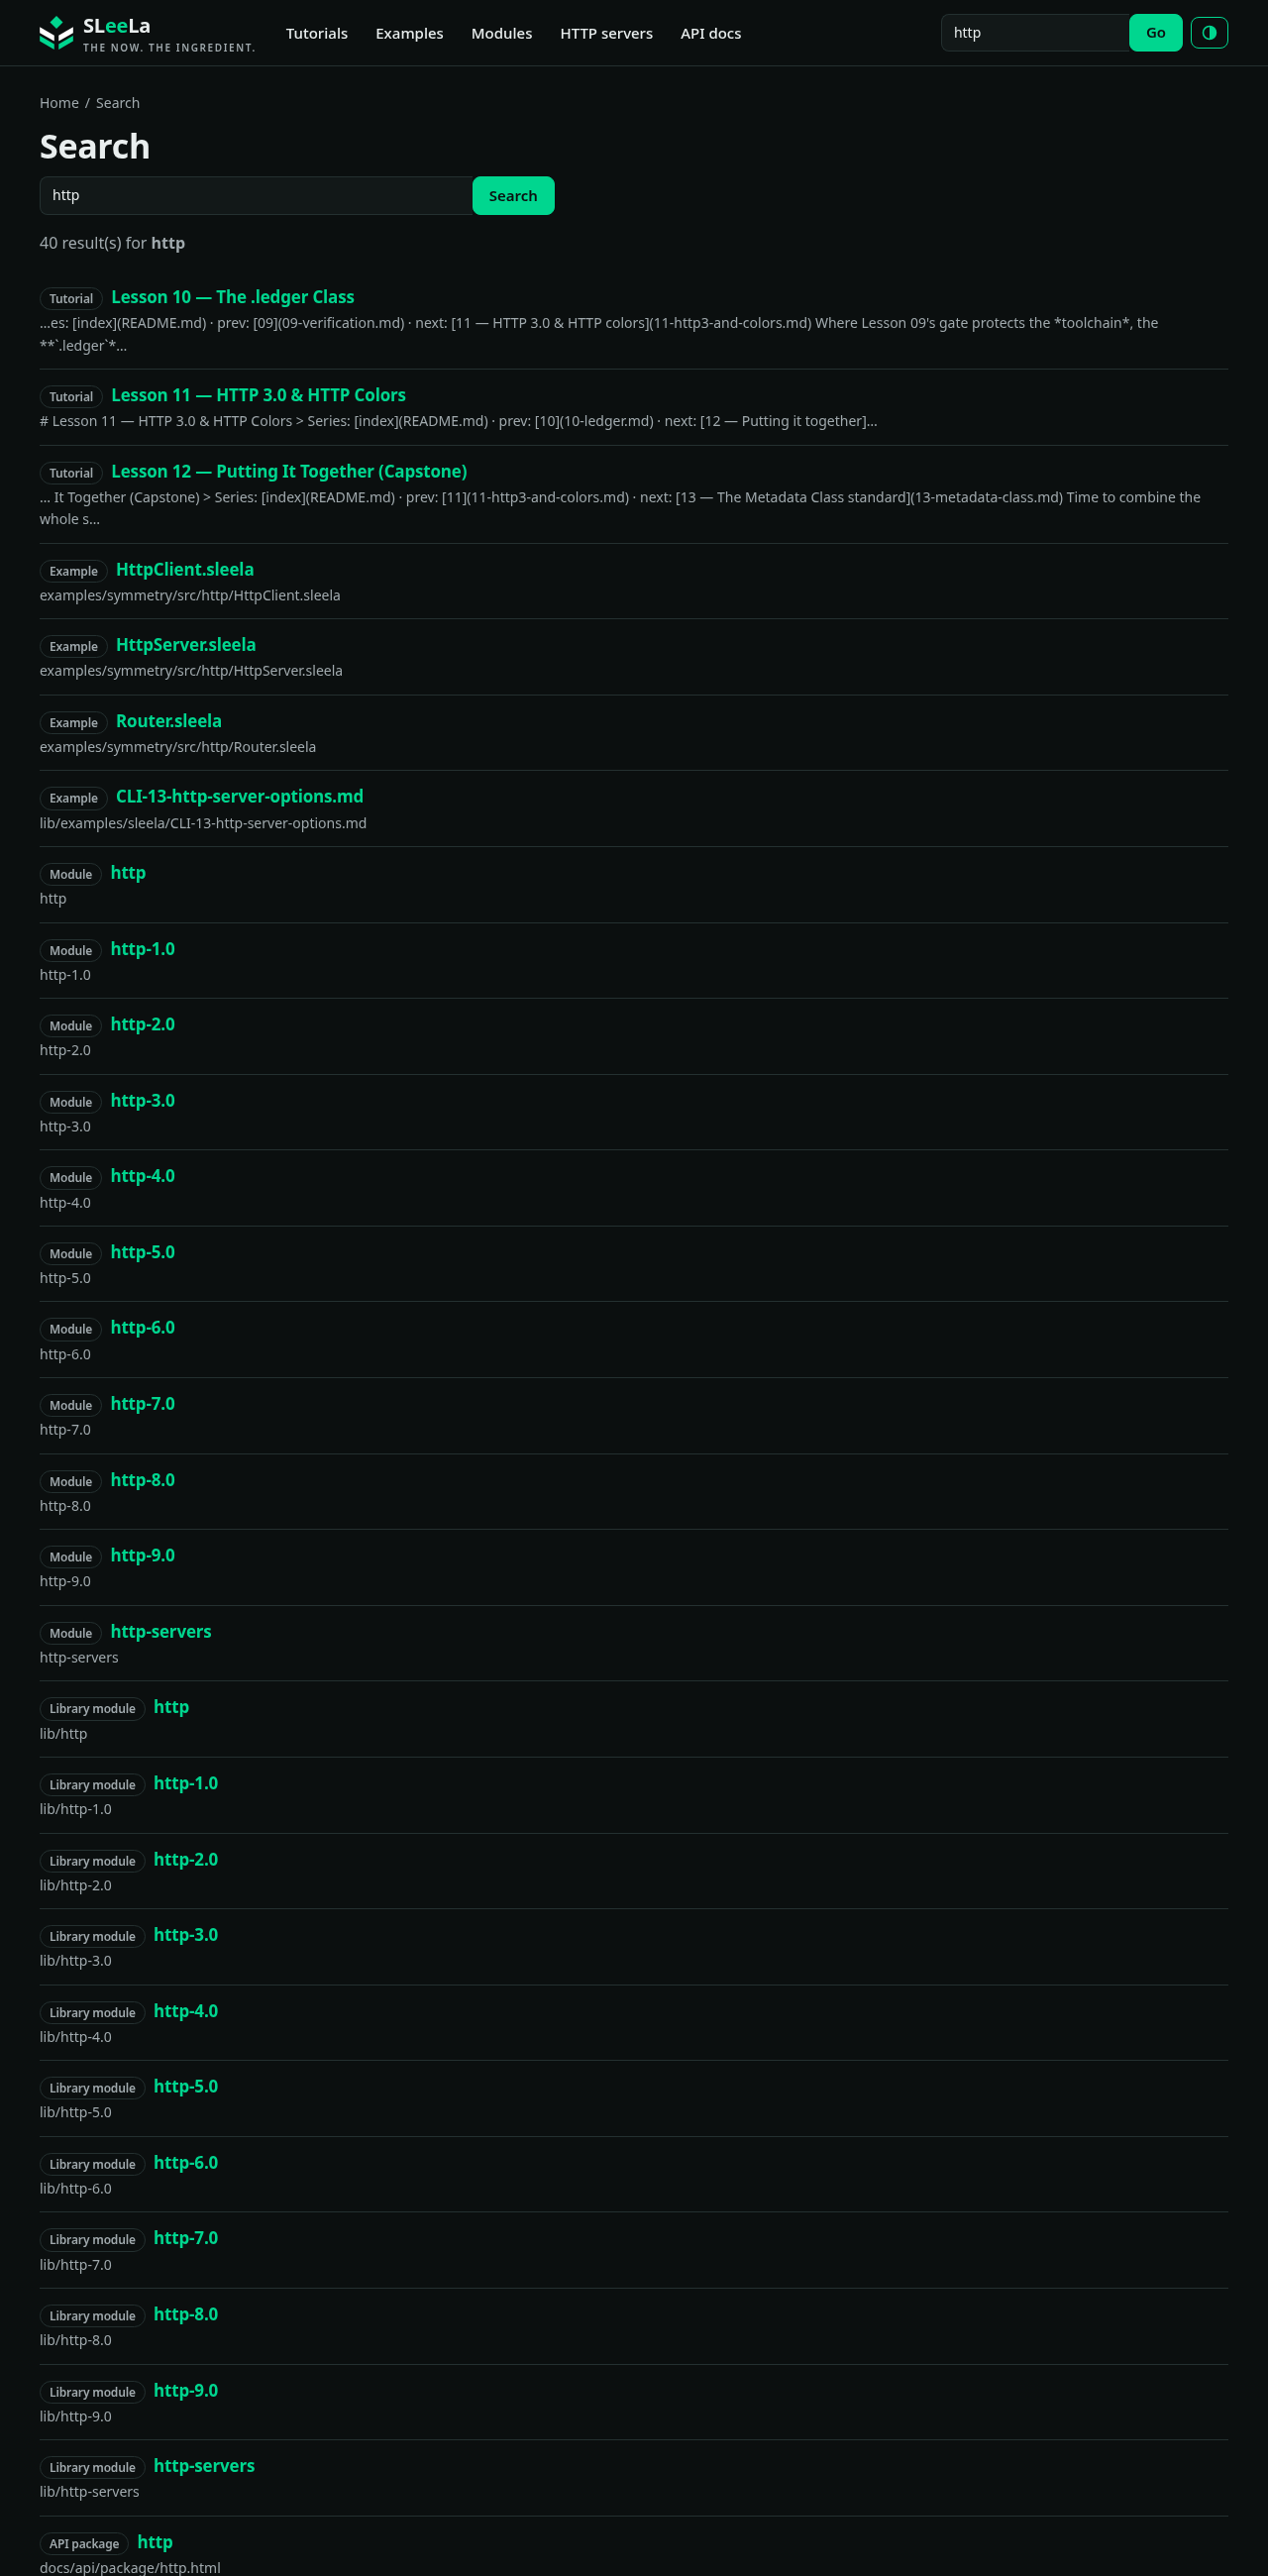 SLeeLa
THE NOW. THE INGREDIENT.
Tutorials Examples Modules HTTP servers API docs
http Go
Home / Search
Search
http Search
40 result(s) for http
Tutorial Lesson 10 — The .ledger Class
...es: [index](README.md) · prev: [09](09-verification.md) · next: [11 — HTTP 3.0 & HTTP colors](11-http3-and-colors.md) Where Lesson 09's gate protects the *toolchain*, the
**`.ledger`*...
Tutorial Lesson 11 — HTTP 3.0 & HTTP Colors
# Lesson 11 — HTTP 3.0 & HTTP Colors > Series: [index](README.md) · prev: [10](10-ledger.md) · next: [12 — Putting it together]...
Tutorial Lesson 12 — Putting It Together (Capstone)
... It Together (Capstone) > Series: [index](README.md) · prev: [11](11-http3-and-colors.md) · next: [13 — The Metadata Class standard](13-metadata-class.md) Time to combine the
whole s...
Example HttpClient.sleela
examples/symmetry/src/http/HttpClient.sleela
Example HttpServer.sleela
examples/symmetry/src/http/HttpServer.sleela
Example Router.sleela
examples/symmetry/src/http/Router.sleela
Example CLI-13-http-server-options.md
lib/examples/sleela/CLI-13-http-server-options.md
Module http
http
Module http-1.0
http-1.0
Module http-2.0
http-2.0
Module http-3.0
http-3.0
Module http-4.0
http-4.0
Module http-5.0
http-5.0
Module http-6.0
http-6.0
Module http-7.0
http-7.0
Module http-8.0
http-8.0
Module http-9.0
http-9.0
Module http-servers
http-servers
Library module http
lib/http
Library module http-1.0
lib/http-1.0
Library module http-2.0
lib/http-2.0
Library module http-3.0
lib/http-3.0
Library module http-4.0
lib/http-4.0
Library module http-5.0
lib/http-5.0
Library module http-6.0
lib/http-6.0
Library module http-7.0
lib/http-7.0
Library module http-8.0
lib/http-8.0
Library module http-9.0
lib/http-9.0
Library module http-servers
lib/http-servers
API package http
docs/api/package/http.html